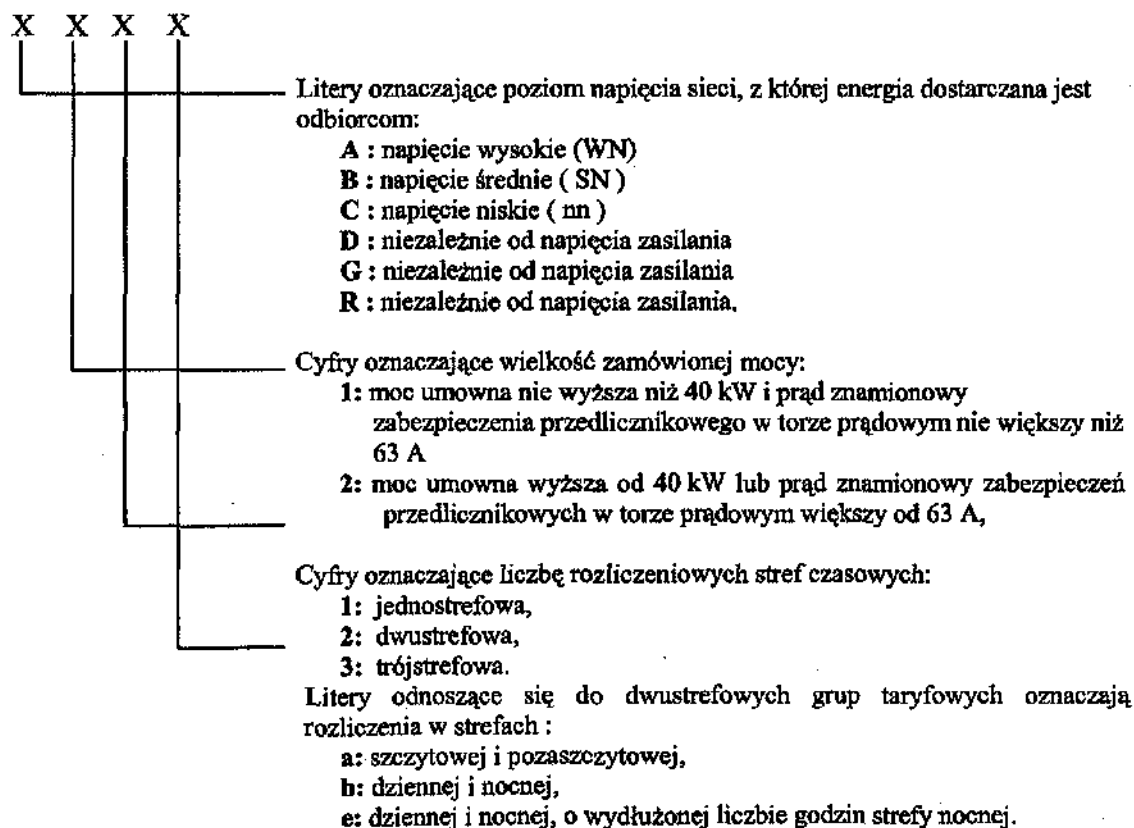 X X X X
Litery oznaczające poziom napięcia sieci, z której energia dostarczana jest
odbiorcom:
A : napięcie wysokie (WN)
B : napięcie średnie ( SN )
C : napięcie niskie ( nn )
D : niezależnie od napięcia zasilania
G : niezależnie od napięcia zasilania
R : niezależnie od napięcia zasilania.
Cyfry oznaczające wielkość zamówionej mocy:
1: moc umowna nie wyższa niż 40 kW i prąd znamionowy
zabezpieczenia przedlicznikowego w torze prądowym nie większy niż
63 A
2: moc umowna wyższa od 40 kW lub prąd znamionowy zabezpieczeń
przedlicznikowych w torze prądowym większy od 63 A,
Cyfry oznaczające liczbę rozliczeniowych stref czasowych:
1: jednostrefowa,
2: dwustrefowa,
3: trójstrefowa.
Litery odnoszące się do dwustrefowych grup taryfowych oznaczają
rozliczenia w strefach :
a: szczytowej i pozaszczytowej,
b: dziennej i nocnej,
e: dziennej i nocnej, o wydłużonej liczbie godzin strefy nocnej.